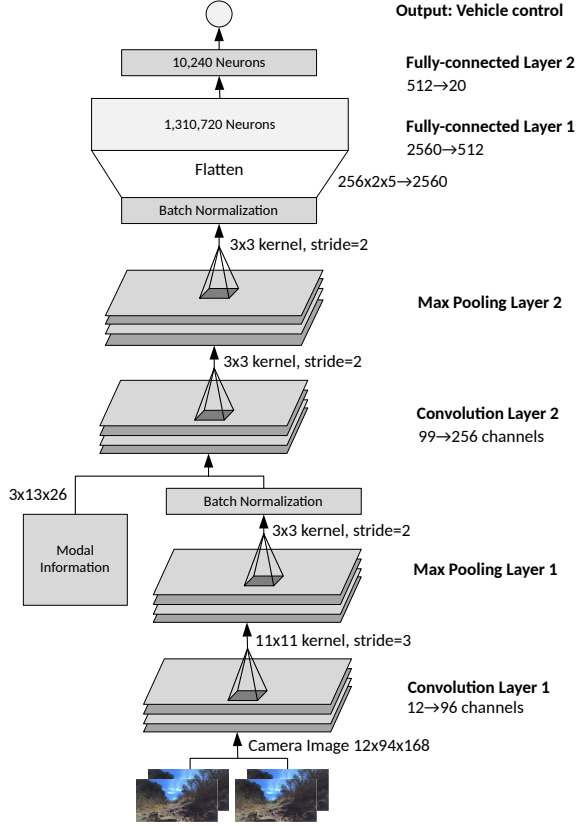 Output: Vehicle control
10,240 Neurons
Fully-connected Layer 2
512→20
1,310,720 Neurons
Fully-connected Layer 1
2560→512
Flatten
256x2x5→2560
Batch Normalization
3x3 kernel, stride=2
Max Pooling Layer 2
3x3 kernel, stride=2
Convolution Layer 2
99→256 channels
3x13x26
Batch Normalization
Modal
Information
3x3 kernel, stride=2
Max Pooling Layer 1
11x11 kernel, stride=3
Convolution Layer 1
12→96 channels
Camera Image 12x94x168